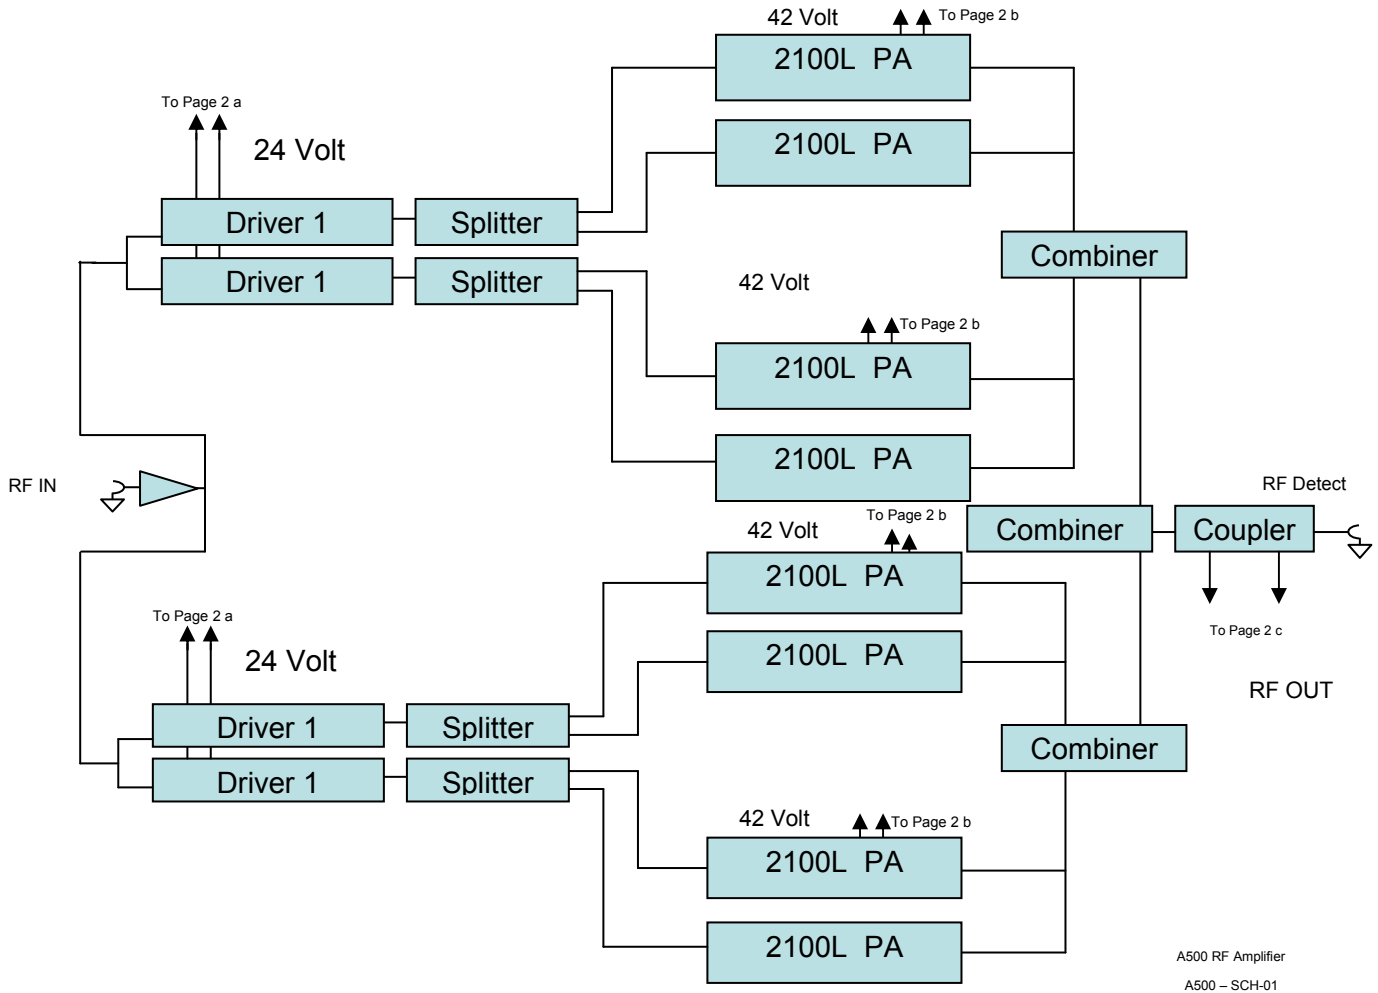 42 Volt
To Page 2 b
2100L PA
To Page 2 a
24 Volt
2100L PA
Driver 1
Splitter
Combiner
Driver 1
Splitter
42 Volt
To Page 2 b
2100L PA
2100L PA
RF IN
RF Detect
To Page 2 b
42 Volt
Combiner
Coupler
2100L PA
To Page 2 a
To Page 2 c
24 Volt
2100L PA
RF OUT
Driver 1
Splitter
Combiner
Driver 1
Splitter
42 Volt
To Page 2 b
2100L PA
2100L PA
A500 RF Amplifier
A500 – SCH-01